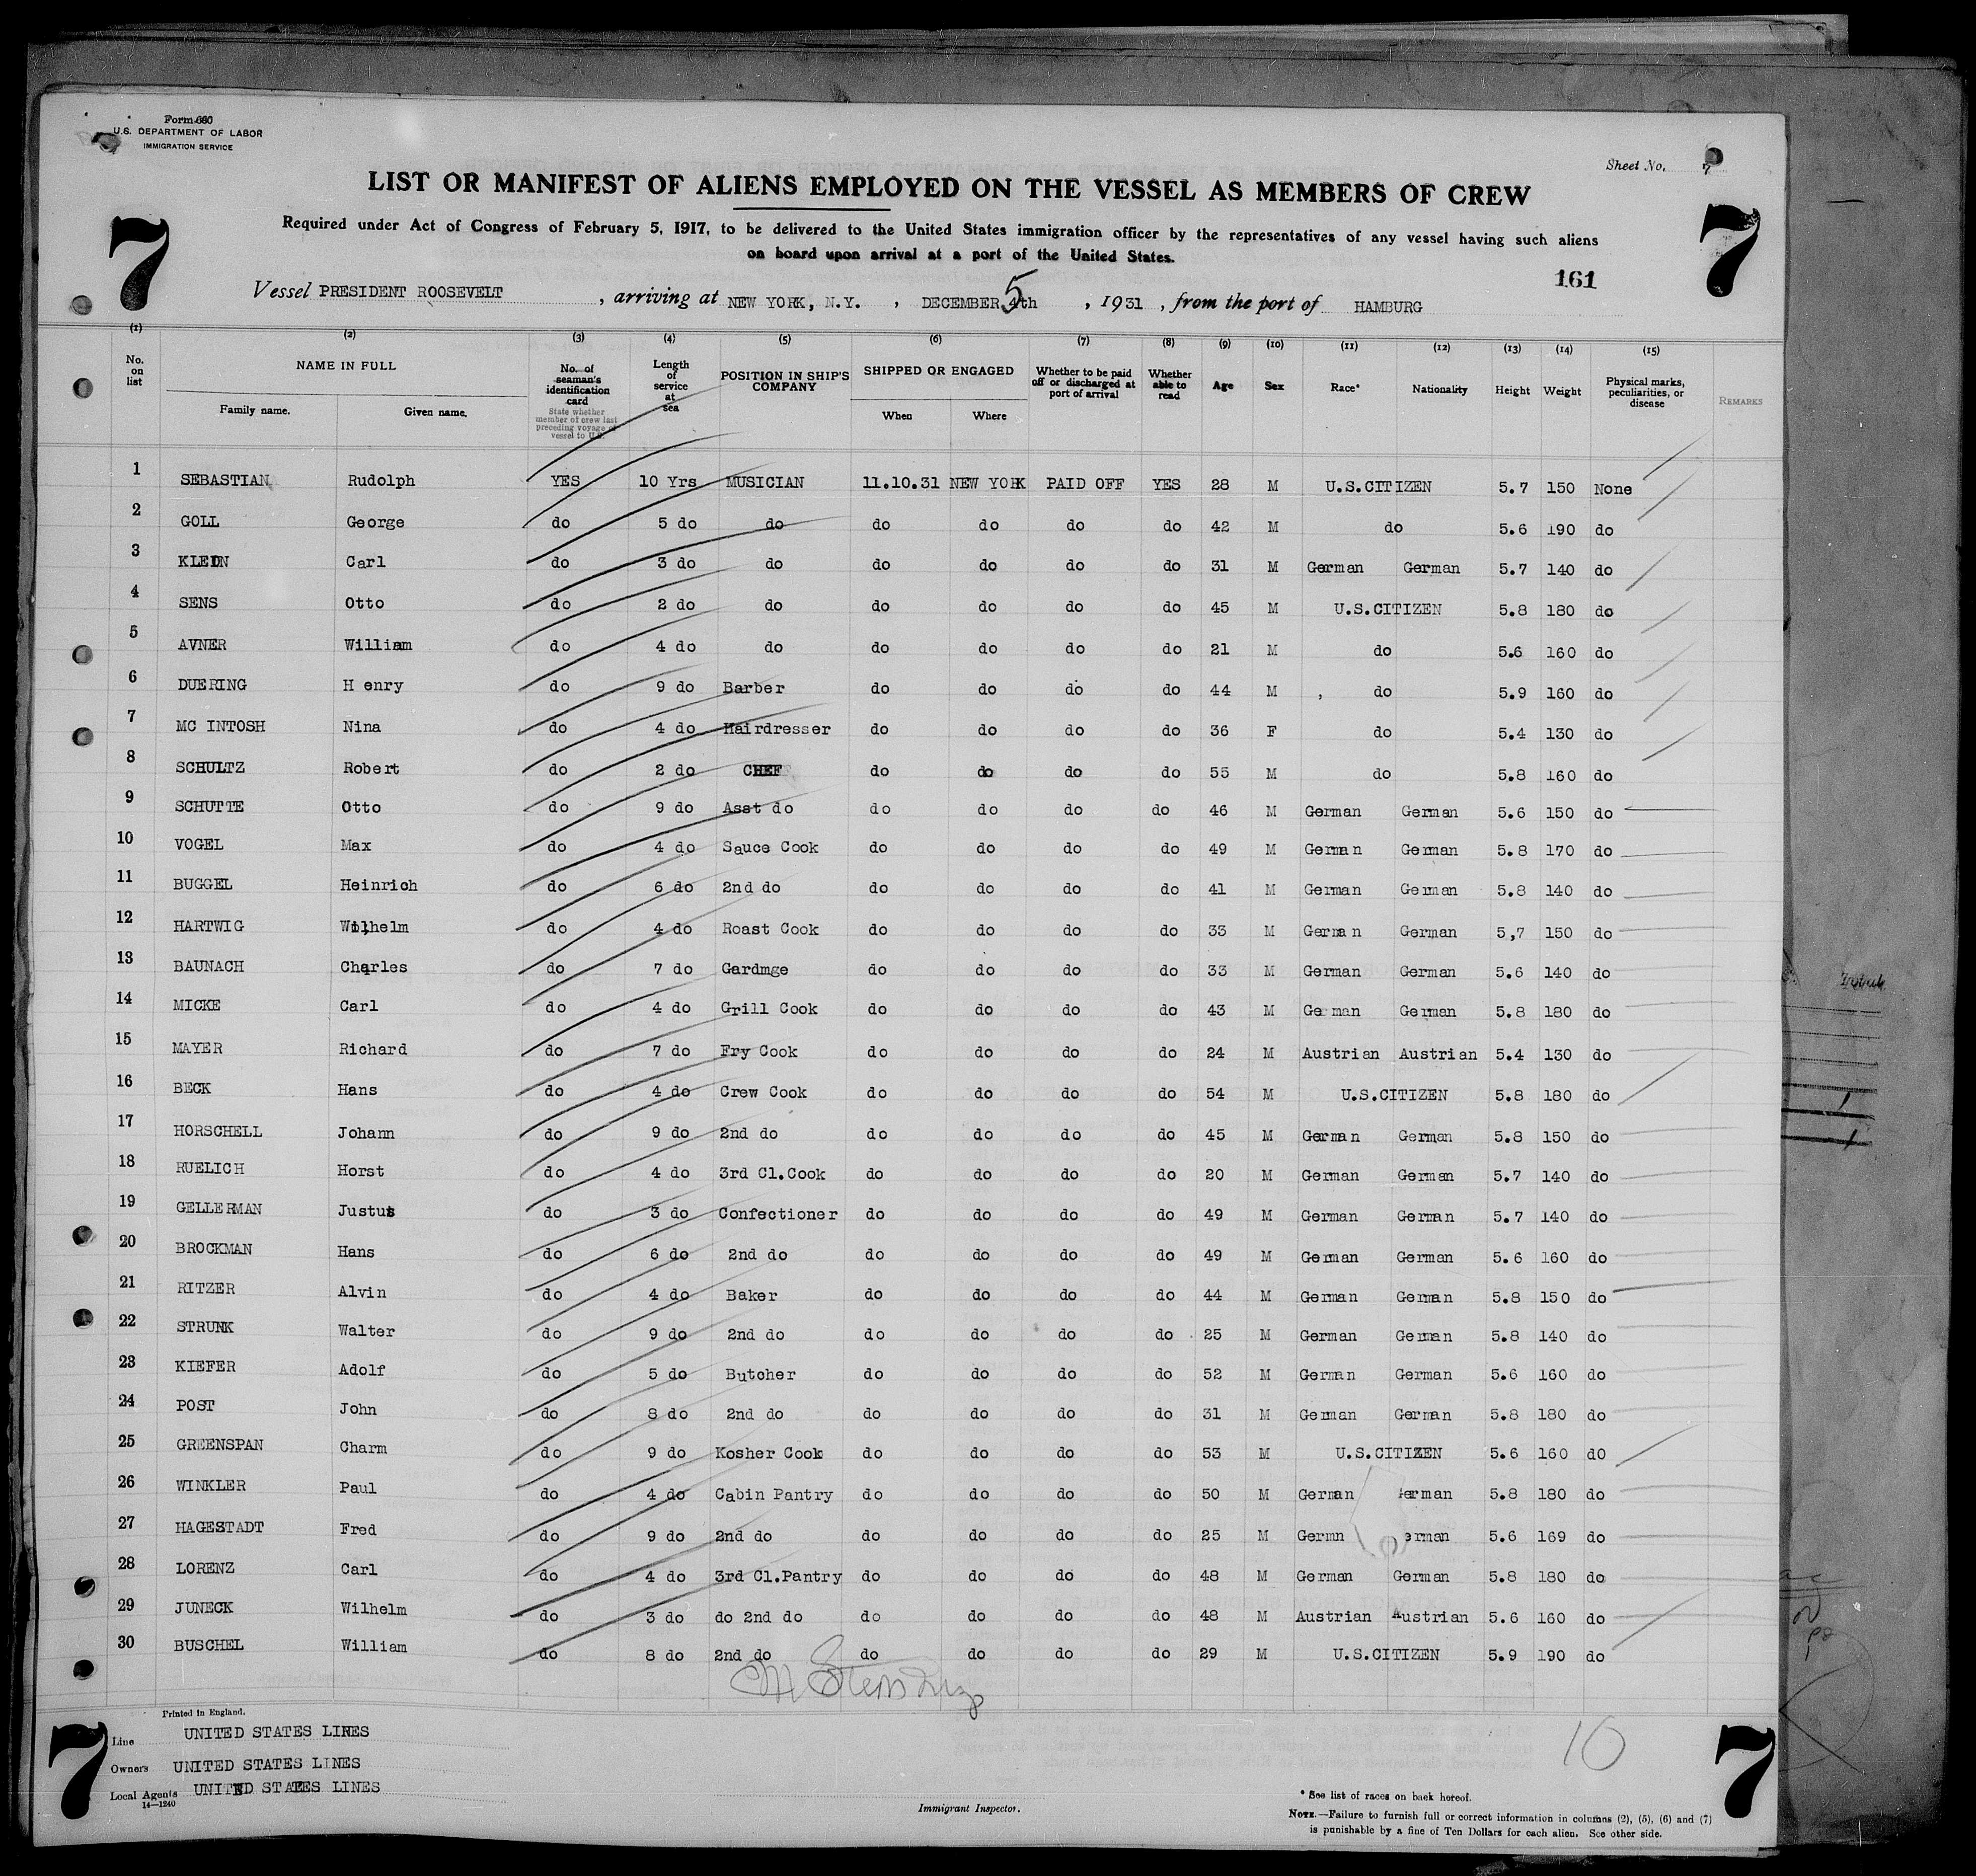 Form 680
U.S. DEPARTMENT OF LABOR
IMMIGRATION SERVICE
Sheet No. 7
LIST OR MANIFEST OF ALIENS EMPLOYED ON THE VESSEL AS MEMBERS OF CREW
7 7
Required under Act of Congress of February 5, 1917, to be delivered to the United States immigration officer by the representatives of any vessel having such aliens
on board upon arrival at a port of the United States.
161
Vessel PRESIDENT ROOSEVELT, arriving at NEW YORK, N.Y., DECEMBER 5 4th, 1931, from the port of HAMBURG
(1) (2) (3) (4) (5) (6) (7) (8) (9) (10) (11) (12) (13) (14) (15)
No. on list NAME IN FULL Family name. Given name. No. of seaman's identification card State whether member of crew last preceding voyage of vessel to U.S. Length of service at sea POSITION IN SHIP'S COMPANY SHIPPED OR ENGAGED When Where Whether to be paid off or discharged at port of arrival Whether able to read Age Sex Race* Nationality Height Weight Physical marks, peculiarities, or disease REMARKS
1 SEBASTIAN Rudolph YES 10 Yrs MUSICIAN 11.10.31 NEW YORK PAID OFF YES 28 M U.S.CITIZEN 5.7 150 None
2 GOLL George do 5 do do do do do do 42 M do 5.6 190 do
3 KLEIN Carl do 3 do do do do do do 31 M German German 5.7 140 do
4 SENS Otto do 2 do do do do do do 45 M U.S.CITIZEN 5.8 180 do
5 AVNER William do 4 do do do do do do 21 M do 5.6 160 do
6 DUERING H enry do 9 do Barber do do do do 44 M , do 5.9 160 do
7 MC INTOSH Nina do 4 do Hairdresser do do do do 36 F do 5.4 130 do
8 SCHULTZ Robert do 2 do CHEF do do do do 55 M do 5.8 160 do
9 SCHUTTE Otto do 9 do Asst do do do do do 46 M German German 5.6 150 do
10 VOGEL Max do 4 do Sauce Cook do do do do 49 M German German 5.8 170 do
11 BUGGEL Heinrich do 6 do 2nd do do do do do 41 M German German 5.8 140 do
12 HARTWIG Wilhelm do 4 do Roast Cook do do do do 33 M German German 5,7 150 do
13 BAUNACH Charles do 7 do Gardmge do do do do 33 M German German 5.6 140 do
14 MICKE Carl do 4 do Grill Cook do do do do 43 M German German 5.8 180 do
15 MAYER Richard do 7 do Fry Cook do do do do 24 M Austrian Austrian 5.4 130 do
16 BECK Hans do 4 do Crew Cook do do do do 54 M U.S.CITIZEN 5.8 180 do
17 HORSCHELL Johann do 9 do 2nd do do do do do 45 M German German 5.8 150 do
18 RUELICH Horst do 4 do 3rd Cl.Cook do do do do 20 M German German 5.7 140 do
19 GELLERMAN Justus do 3 do Confectioner do do do do 49 M German German 5.7 140 do
20 BROCKMAN Hans do 6 do 2nd do do do do do 49 M German German 5.6 160 do
21 RITZER Alvin do 4 do Baker do do do do 44 M German German 5.8 150 do
22 STRUNK Walter do 9 do 2nd do do do do do 25 M German German 5.8 140 do
23 KIEFER Adolf do 5 do Butcher do do do do 52 M German German 5.6 160 do
24 POST John do 8 do 2nd do do do do do 31 M German German 5.8 180 do
25 GREENSPAN Charm do 9 do Kosher Cook do do do do 53 M U.S.CITIZEN 5.6 160 dO
26 WINKLER Paul do 4 do Cabin Pantry do do do do 50 M German German 5.8 180 do
27 HAGESTADT Fred do 9 do 2nd do do do do do 25 M Germn erman 5.6 169 do
28 LORENZ Carl do 4 do 3rd Cl.Pantry do do do do 48 M German German 5.8 180 do
29 JUNECK Wilhelm do 3 do do 2nd do do do do do 48 M Austrian Austrian 5.6 160 do
30 BUSCHEL William do 8 do 2nd do do do do do 29 M U.S.CITIZEN 5.9 190 do
Printed in England.
Line UNITED STATES LINES
Owners UNITED STATES LINES
Local Agents UNITED STATES LINES
14—1240
7 7
10
Immigrant Inspector.
* See list of races on back hereof.
NOTE.—Failure to furnish full or correct information in columns (2), (5), (6) and (7)
is punishable by a fine of Ten Dollars for each alien. See other side.